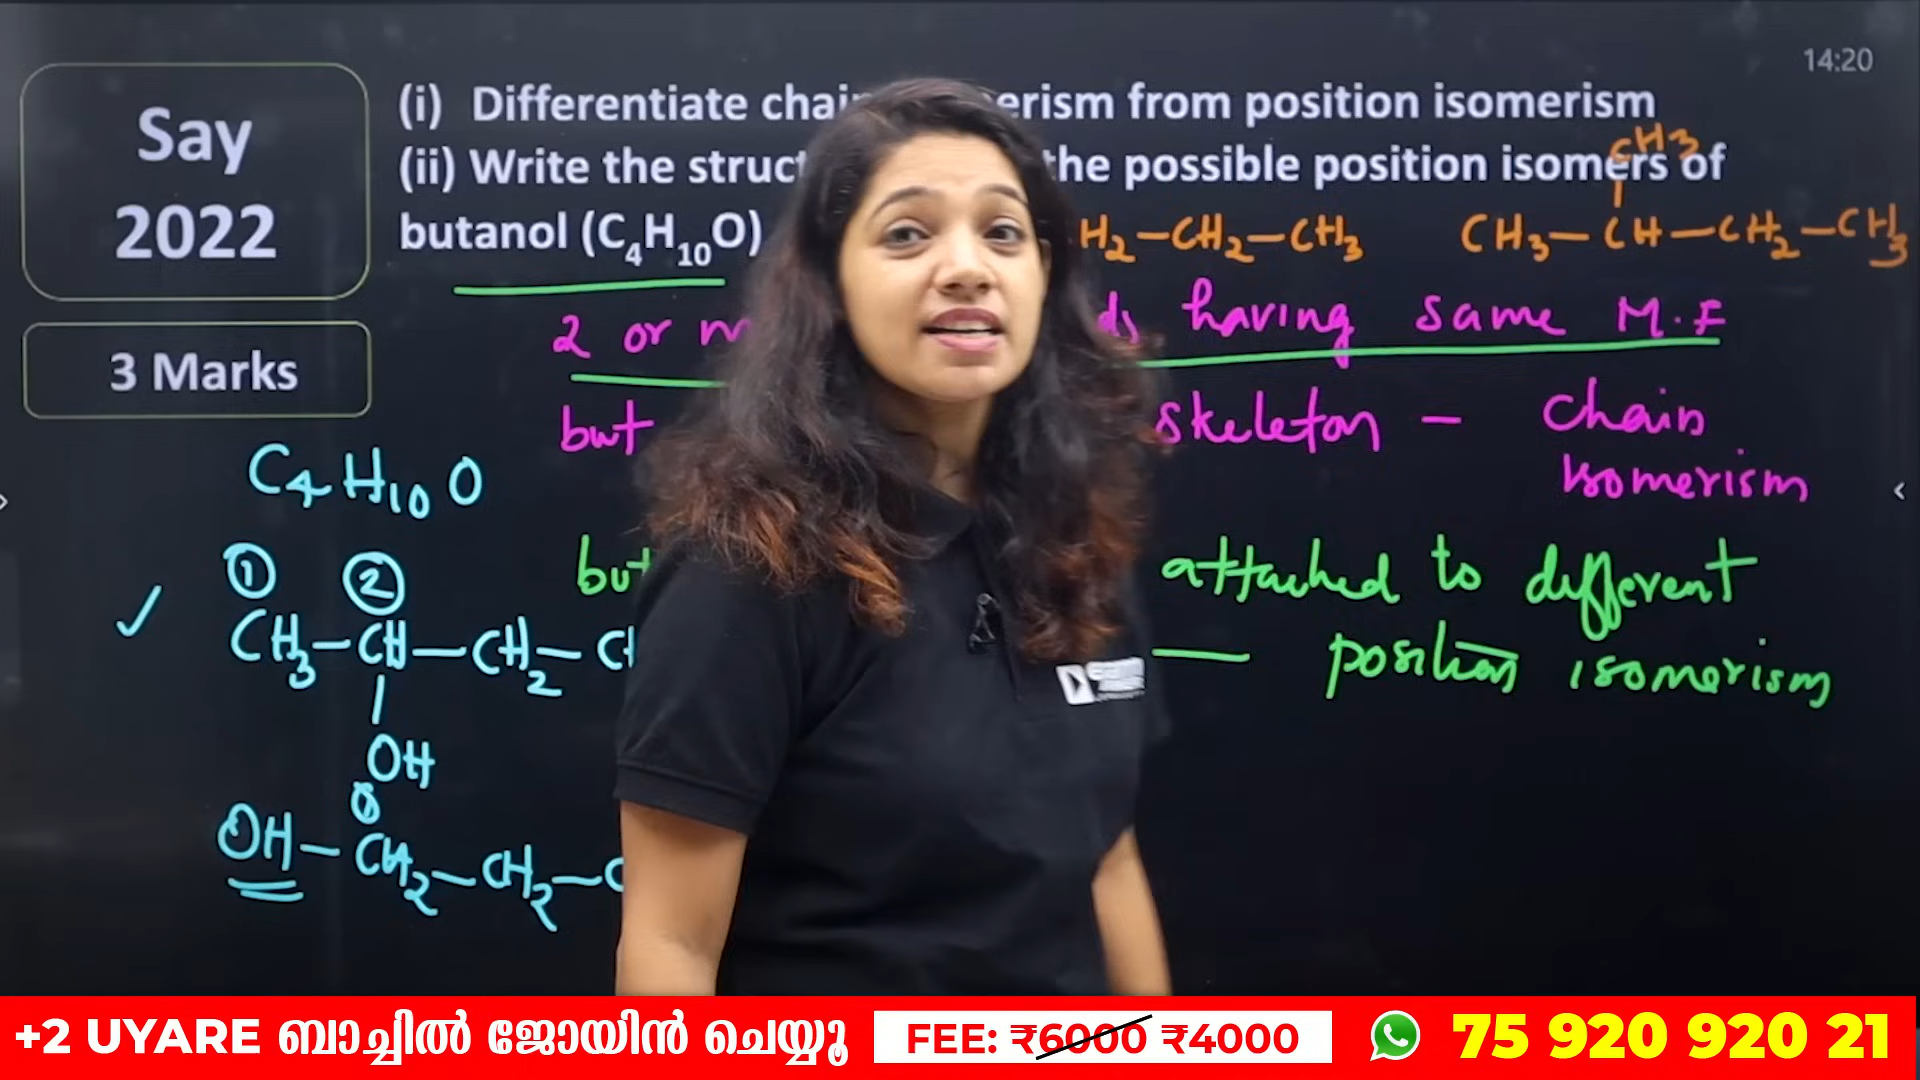 14:20
Say
2022
3 Marks
(i) Differentiate chai erism from position isomerism
(ii) Write the struct the possible position isomers of
butanol (C₄H₁₀O)
CH3
H2—CH2—CH3 CH3—CH—CH2—CH3
2 or m ds having same M.F
but skeleton — chain
isomerism
C4H10O
but attached to different
— position isomerism
① ②
✓ CH3—CH—CH2—CH
OH
OH—CH2—CH2—C
+2 UYARE ബാച്ചിൽ ജോയിൻ ചെയ്യൂ FEE: ₹6000 ₹4000 75 920 920 21